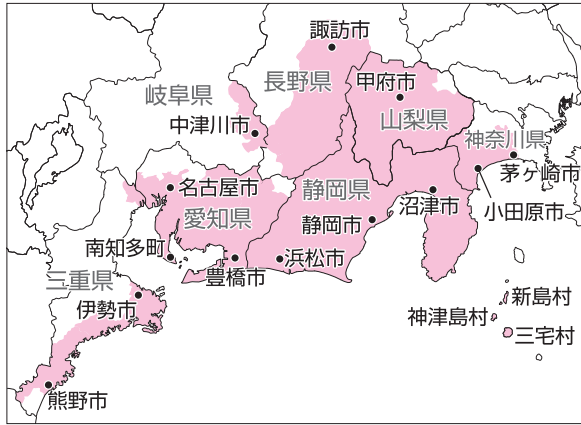 諏訪市
長野県
甲府市
岐阜県
山梨県
中津川市
神奈川県
茅ヶ崎市
名古屋市
静岡県
沼津市
小田原市
愛知県
静岡市
南知多町
豊橋市
浜松市
三重県
伊勢市
新島村
神津島村
三宅村
熊野市